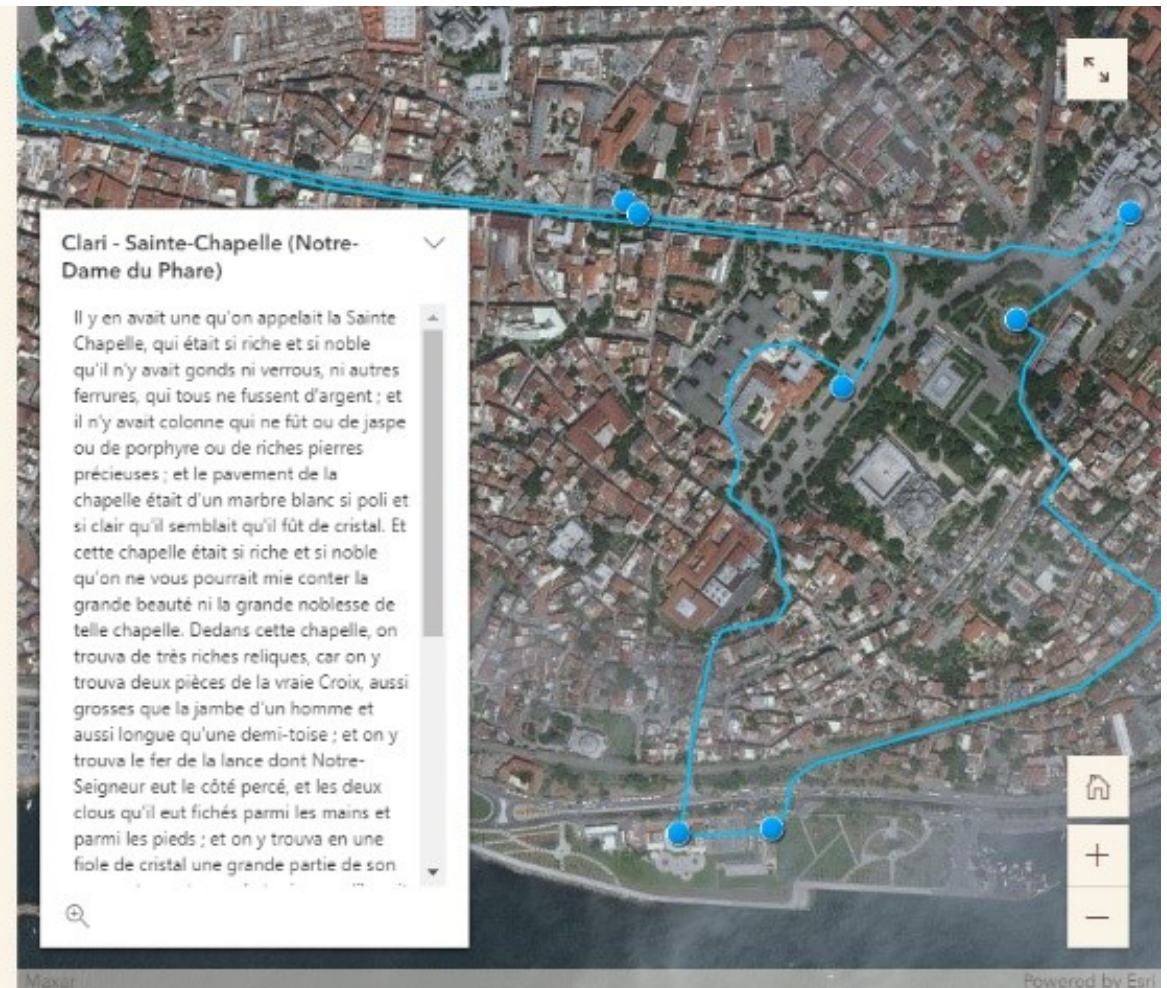 Clari - Sainte-Chapelle (Notre-
Dame du Phare)
Il y en avait une qu'on appelait la Sainte
Chapelle, qui était si riche et si noble
qu'il n'y avait gonds ni verrous, ni autres
ferrures, qui tous ne fussent d'argent ; et
il n'y avait colonne qui ne fût ou de jaspe
ou de porphyre ou de riches pierres
précieuses ; et le pavement de la
chapelle était d'un marbre blanc si poli et
si clair qu'il semblait qu'il fût de cristal. Et
cette chapelle était si riche et si noble
qu'on ne vous pourrait mie conter la
grande beauté ni la grande noblesse de
telle chapelle. Dedans cette chapelle, on
trouva de très riches reliques, car on y
trouva deux pièces de la vraie Croix, aussi
grosses que la jambe d'un homme et
aussi longue qu'une demi-toise ; et on y
trouva le fer de la lance dont Notre-
Seigneur eut le côté percé, et les deux
clous qu'il eut fichés parmi les mains et
parmi les pieds ; et on y trouva en une
fiole de cristal une grande partie de son
Maxar
Powered by Esri